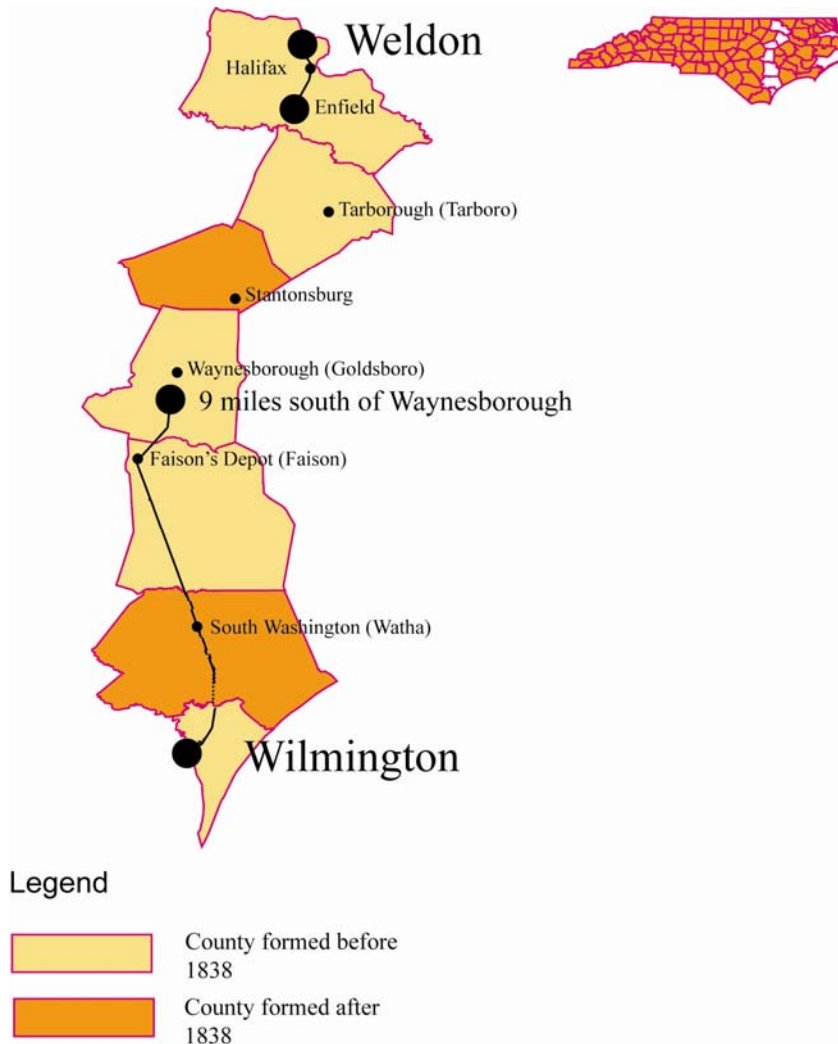 Weldon
Halifax
Enfield
Tarborough (Tarboro)
Stantonsburg
Waynesborough (Goldsboro)
9 miles south of Waynesborough
Faison's Depot (Faison)
South Washington (Watha)
Wilmington
Legend
County formed before
1838
County formed after
1838